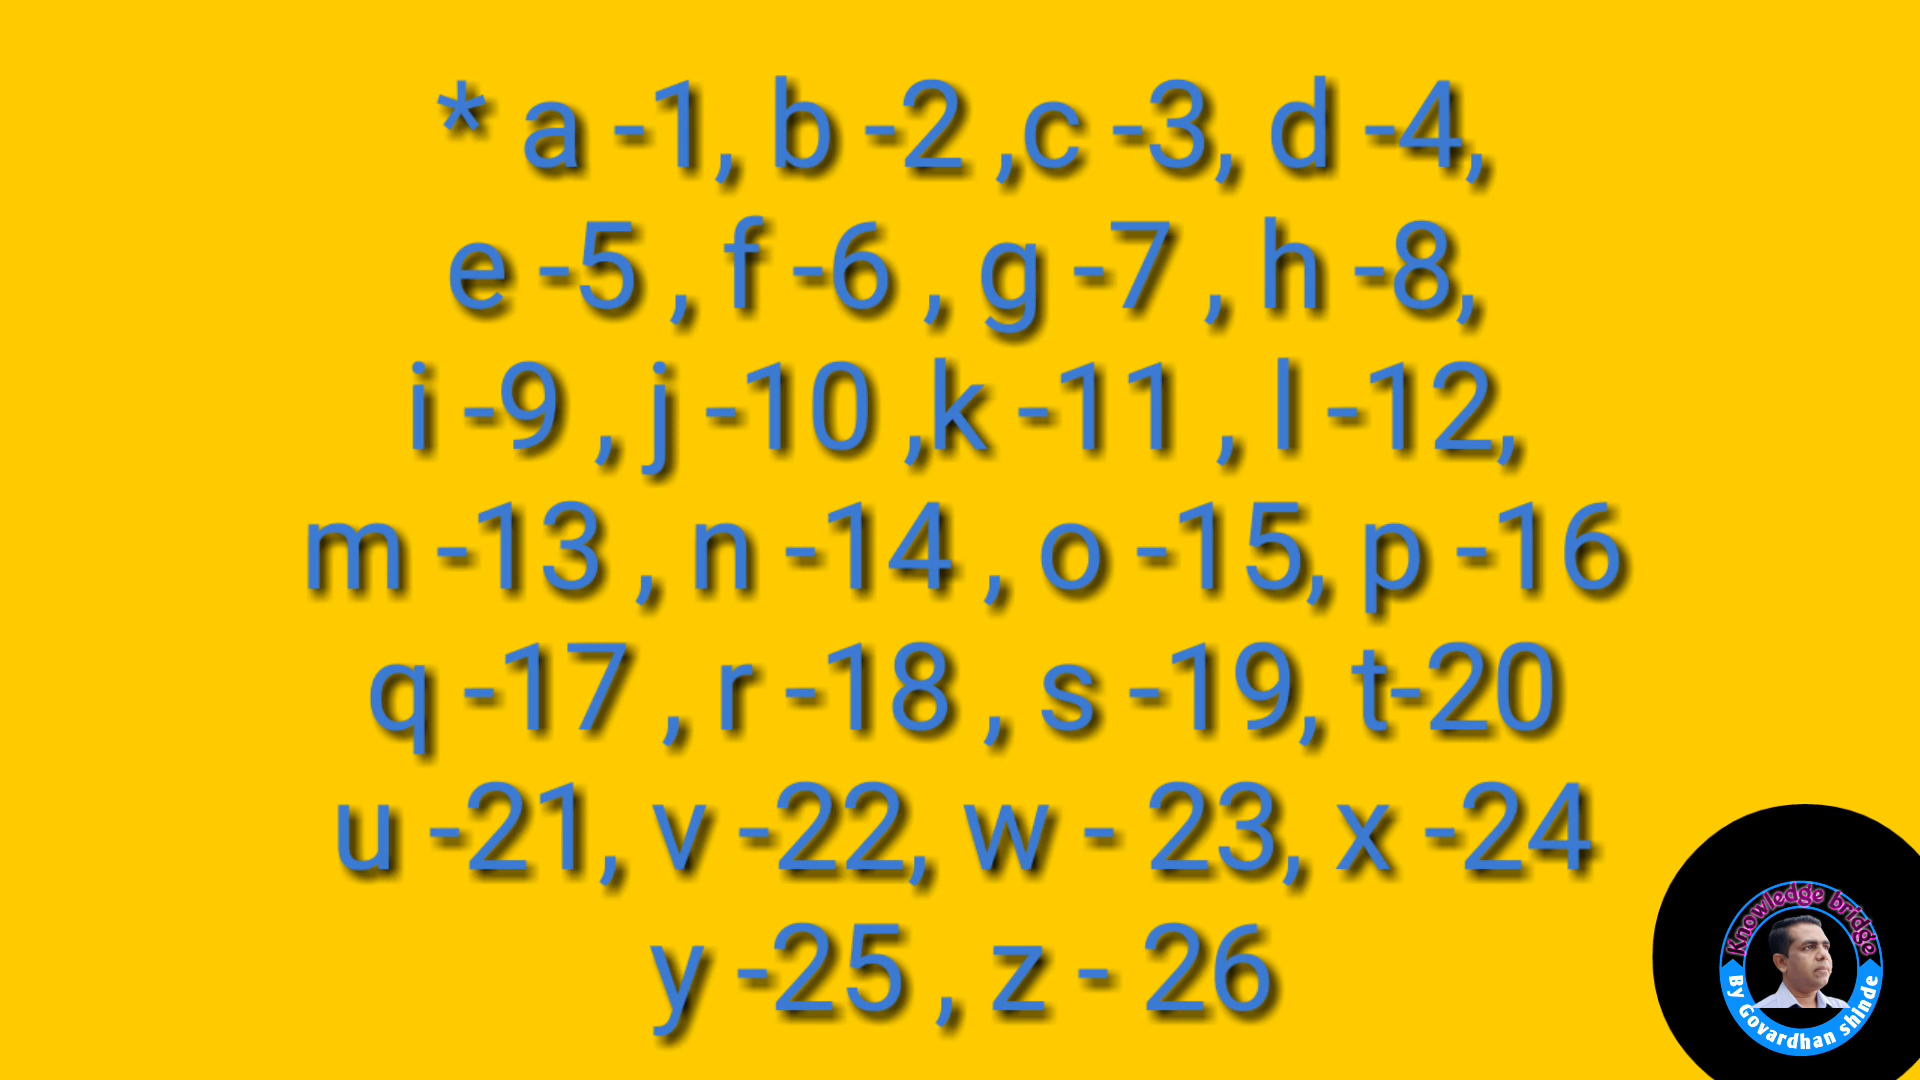 * a -1, b -2 ,c -3, d -4,
e -5 , f -6 , g -7 , h -8,
i -9 , j -10 ,k -11 , l -12,
m -13 , n -14 , o -15, p -16
q -17 , r -18 , s -19, t-20
u -21, v -22, w - 23, x -24
y -25 , z - 26
Knowledge bridge
By Govardhan shinde